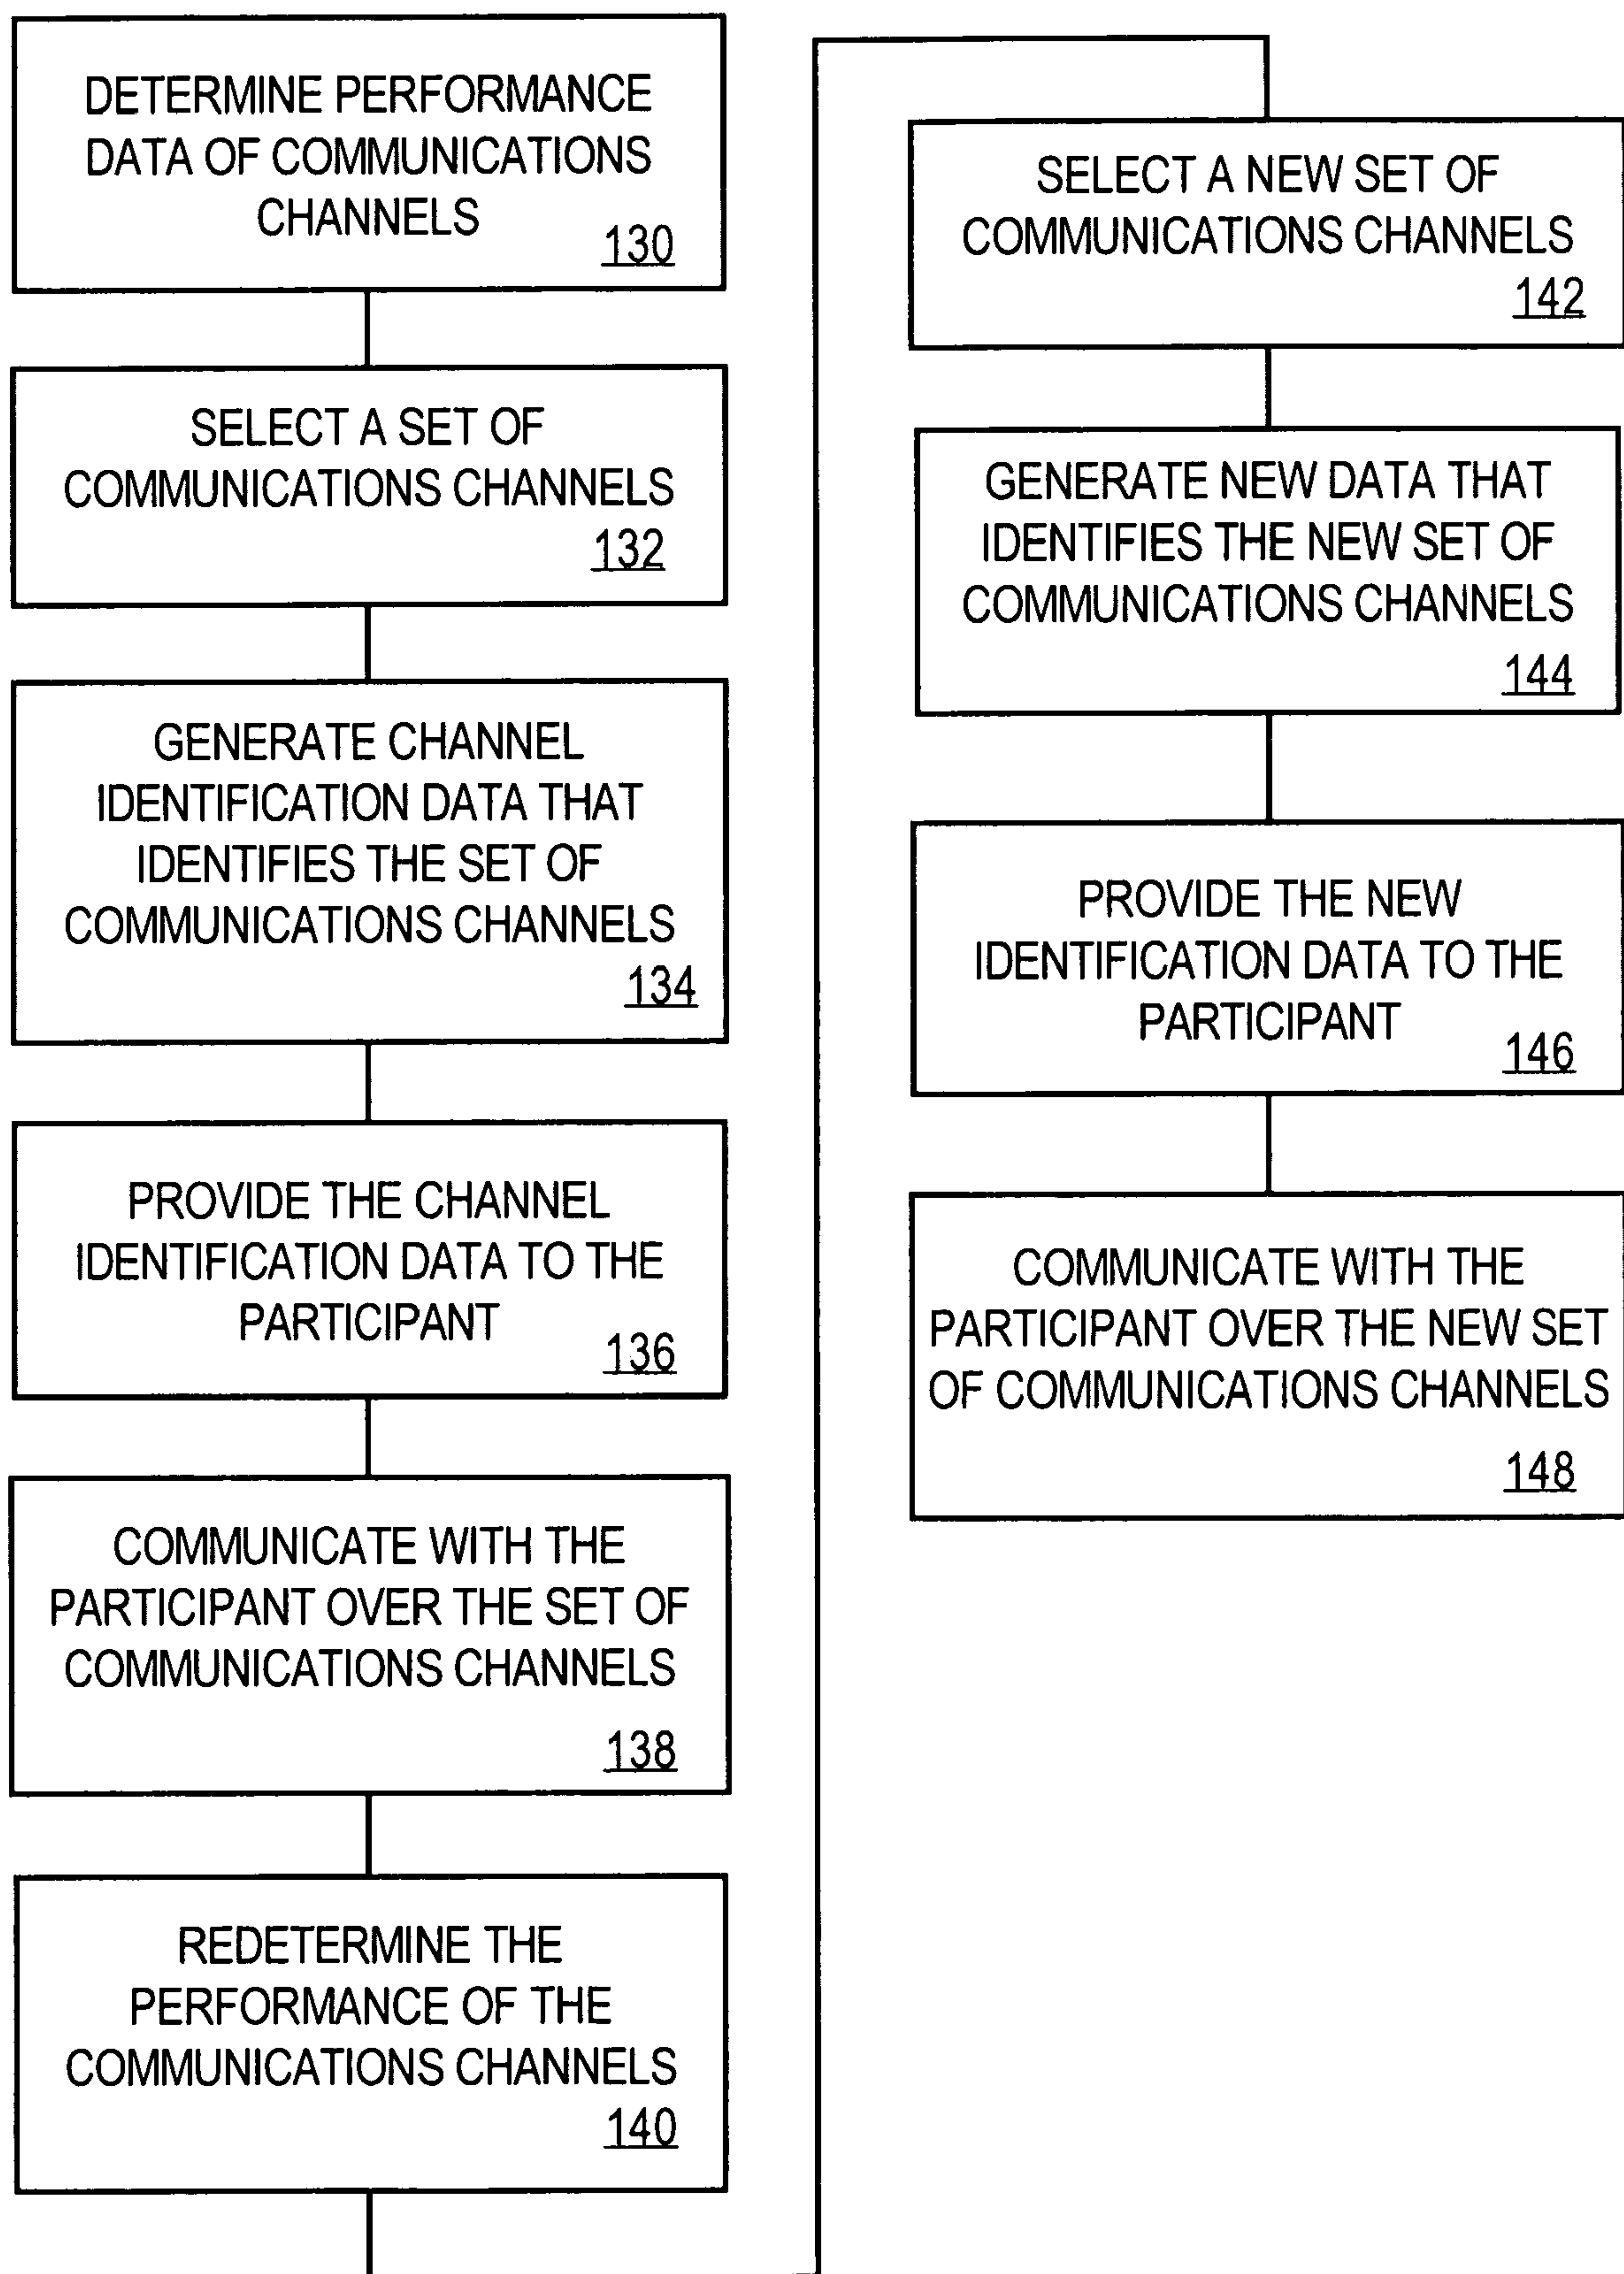 DETERMINE PERFORMANCE
DATA OF COMMUNICATIONS
CHANNELS
130
SELECT A SET OF
COMMUNICATIONS CHANNELS
132
GENERATE CHANNEL
IDENTIFICATION DATA THAT
IDENTIFIES THE SET OF
COMMUNICATIONS CHANNELS
134
PROVIDE THE CHANNEL
IDENTIFICATION DATA TO THE
PARTICIPANT
136
COMMUNICATE WITH THE
PARTICIPANT OVER THE SET OF
COMMUNICATIONS CHANNELS
138
REDETERMINE THE
PERFORMANCE OF THE
COMMUNICATIONS CHANNELS
140
SELECT A NEW SET OF
COMMUNICATIONS CHANNELS
142
GENERATE NEW DATA THAT
IDENTIFIES THE NEW SET OF
COMMUNICATIONS CHANNELS
144
PROVIDE THE NEW
IDENTIFICATION DATA TO THE
PARTICIPANT
146
COMMUNICATE WITH THE
PARTICIPANT OVER THE NEW SET
OF COMMUNICATIONS CHANNELS
148